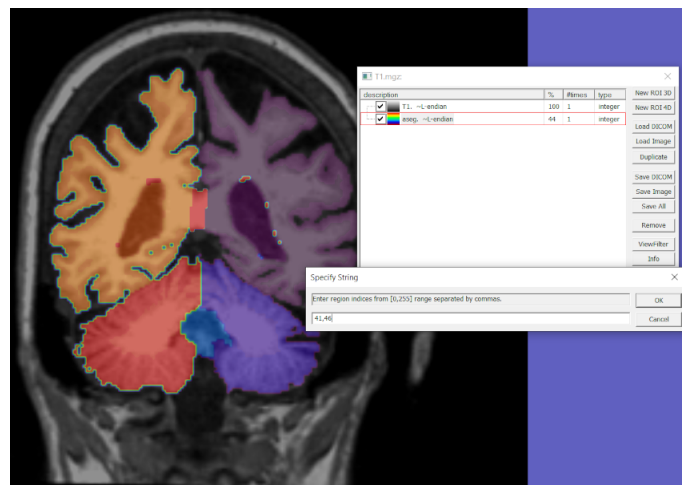 T1.mgz:
description % #times type
T1. ~L-endian 100 1 integer
aseg. ~L-endian 44 1 integer
New ROI 3D
New ROI 4D
Load DICOM
Load Image
Duplicate
Save DICOM
Save Image
Save All
Remove
ViewFilter
Info
Specify String
Enter region indices from [0,255] range separated by commas.
OK
41,46
Cancel